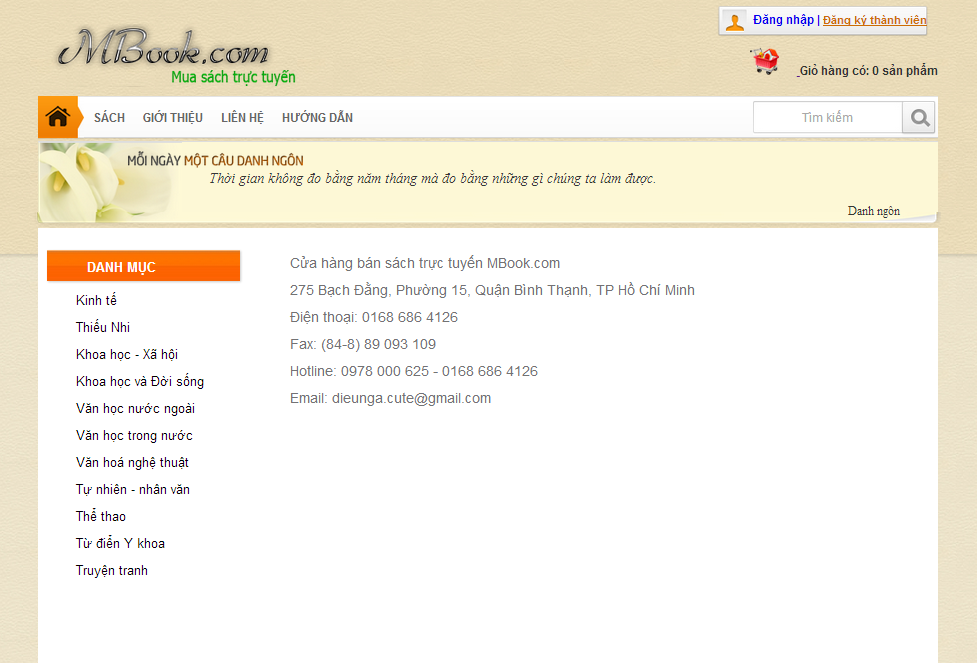 MBook.com
Mua sách trực tuyến
Đăng nhập | Đăng ký thành viên
Giỏ hàng có: 0 sản phẩm
SÁCH GIỚI THIỆU LIÊN HỆ HƯỚNG DẪN
Tìm kiếm
MỖI NGÀY MỘT CÂU DANH NGÔN
Thời gian không đo bằng năm tháng mà đo bằng những gì chúng ta làm được.
Danh ngôn
DANH MỤC
Kinh tế
Thiếu Nhi
Khoa học - Xã hội
Khoa học và Đời sống
Văn học nước ngoài
Văn học trong nước
Văn hoá nghệ thuật
Tự nhiên - nhân văn
Thể thao
Từ điển Y khoa
Truyện tranh
Cửa hàng bán sách trực tuyến MBook.com
275 Bạch Đằng, Phường 15, Quận Bình Thạnh, TP Hồ Chí Minh
Điện thoại: 0168 686 4126
Fax: (84-8) 89 093 109
Hotline: 0978 000 625 - 0168 686 4126
Email: dieunga.cute@gmail.com